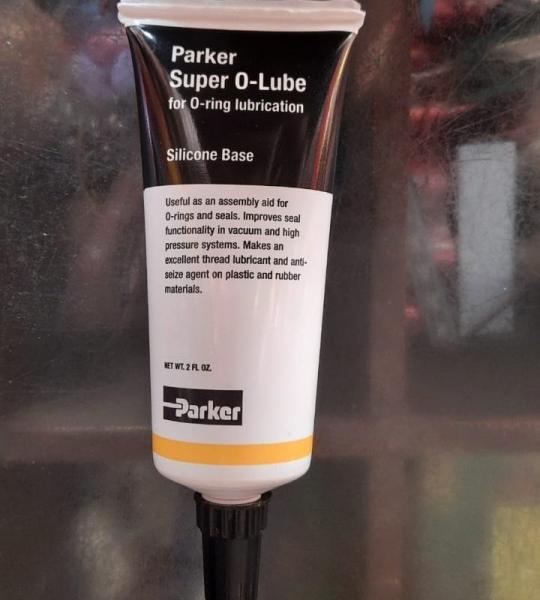 Parker
Super O-Lube
for O-ring lubrication
Silicone Base
Useful as an assembly aid for
O-rings and seals. Improves seal
functionality in vacuum and high
pressure systems. Makes an
excellent thread lubricant and anti-
seize agent on plastic and rubber
materials.
NET WT. 2 FL OZ.
Parker